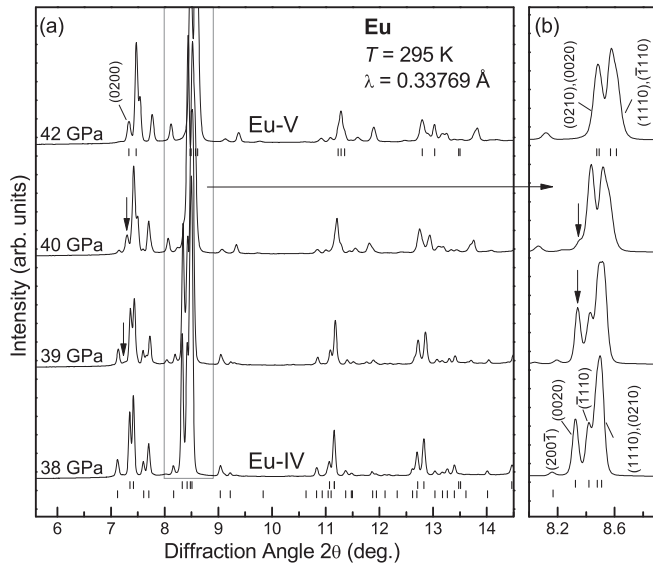 (a)
Eu
T = 295 K
λ = 0.33769 Å
(0200)
42 GPa
Eu-V
40 GPa
39 GPa
38 GPa
Eu-IV
Intensity (arb. units)
6 7 8 9 10 11 12 13 14
Diffraction Angle 2θ (deg.)
(b)
(0210),(0020)
(1110),(1̅110)
(2001̅)
(0020)
(1̅110)
(1110),(0210)
8.2 8.6